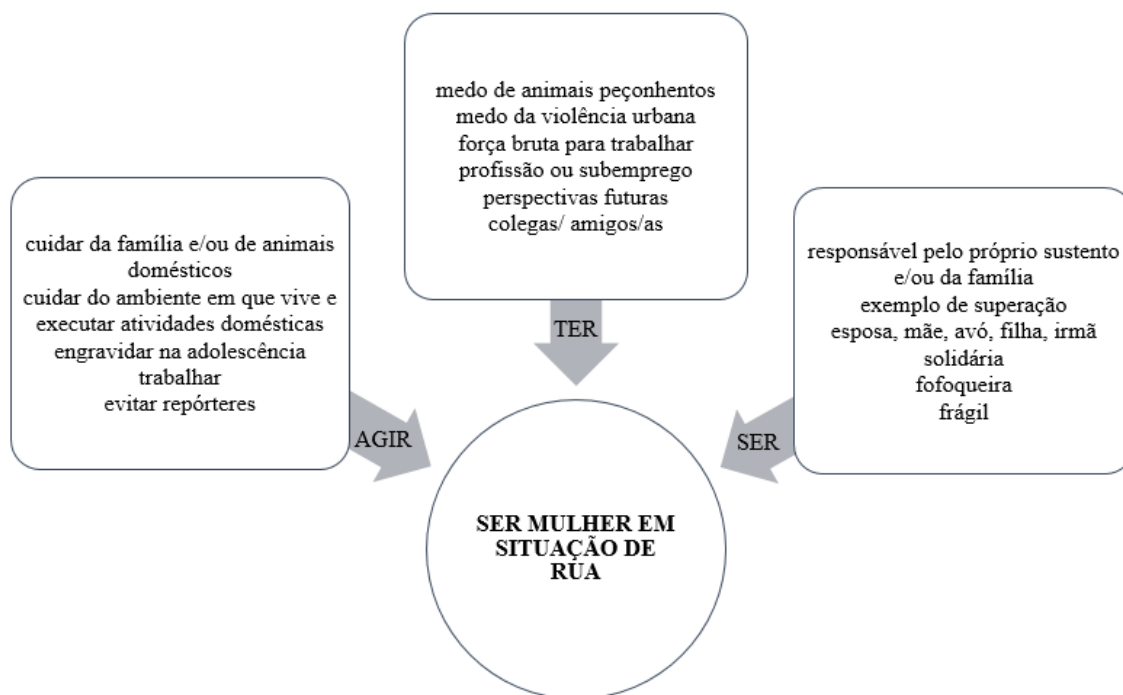 medo de animais peçonhentos
medo da violência urbana
força bruta para trabalhar
profissão ou subemprego
perspectivas futuras
colegas/ amigos/as
cuidar da família e/ou de animais
domésticos
cuidar do ambiente em que vive e
executar atividades domésticas
engravidar na adolescência
trabalhar
evitar repórteres
responsável pelo próprio sustento
e/ou da família
exemplo de superação
esposa, mãe, avó, filha, irmã
solidária
fofoqueira
frágil
TER
AGIR
SER
SER MULHER EM
SITUAÇÃO DE
RUA